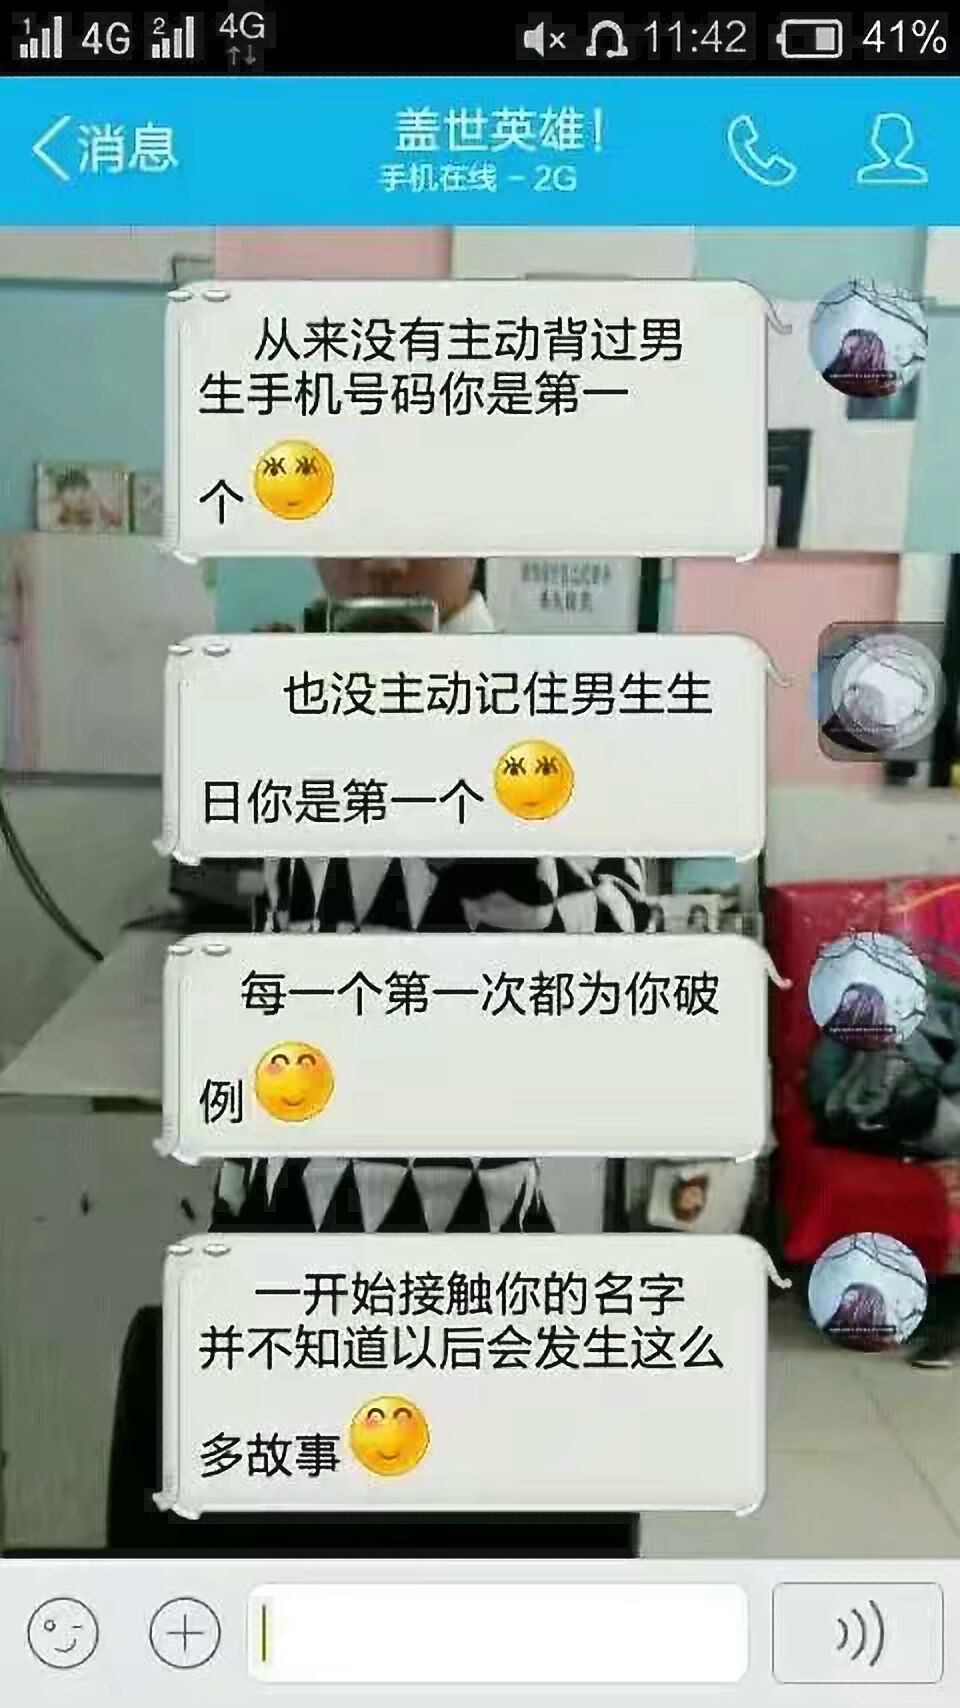 1 4G 2 4G 11:42 41%
消息
盖世英雄!
手机在线 - 2G
从来没有主动背过男
生手机号码你是第一
个
也没主动记住男生生
日你是第一个
每一个第一次都为你破
例
一开始接触你的名字
并不知道以后会发生这么
多故事